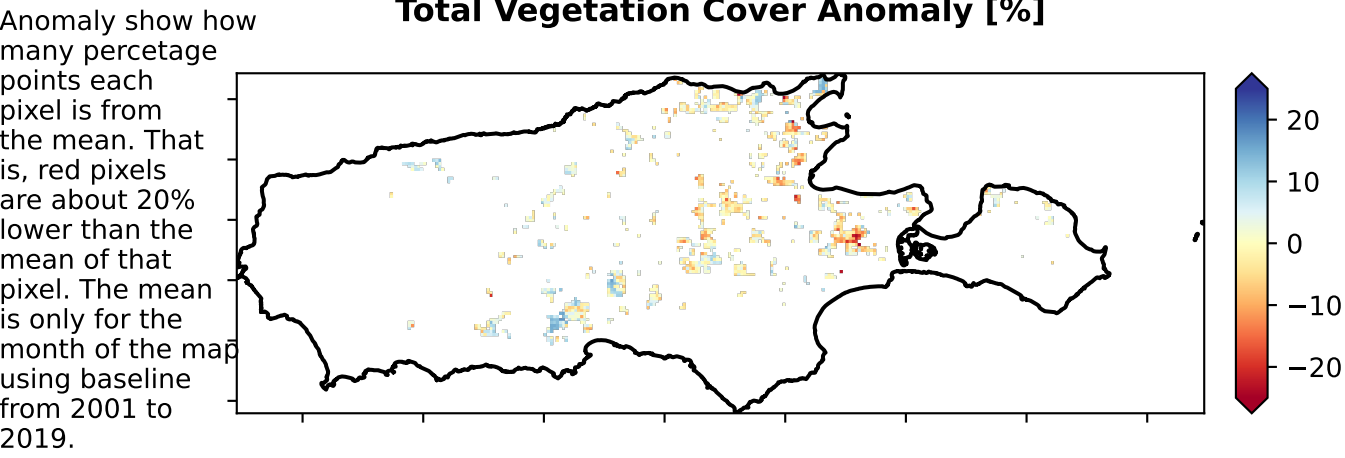 Total Vegetation Cover Anomaly [%]
Anomaly show how
many percetage
points each
pixel is from
the mean. That
is, red pixels
are about 20%
lower than the
mean of that
pixel. The mean
is only for the
month of the map
using baseline
from 2001 to
2019.
20
10
0
−10
−20